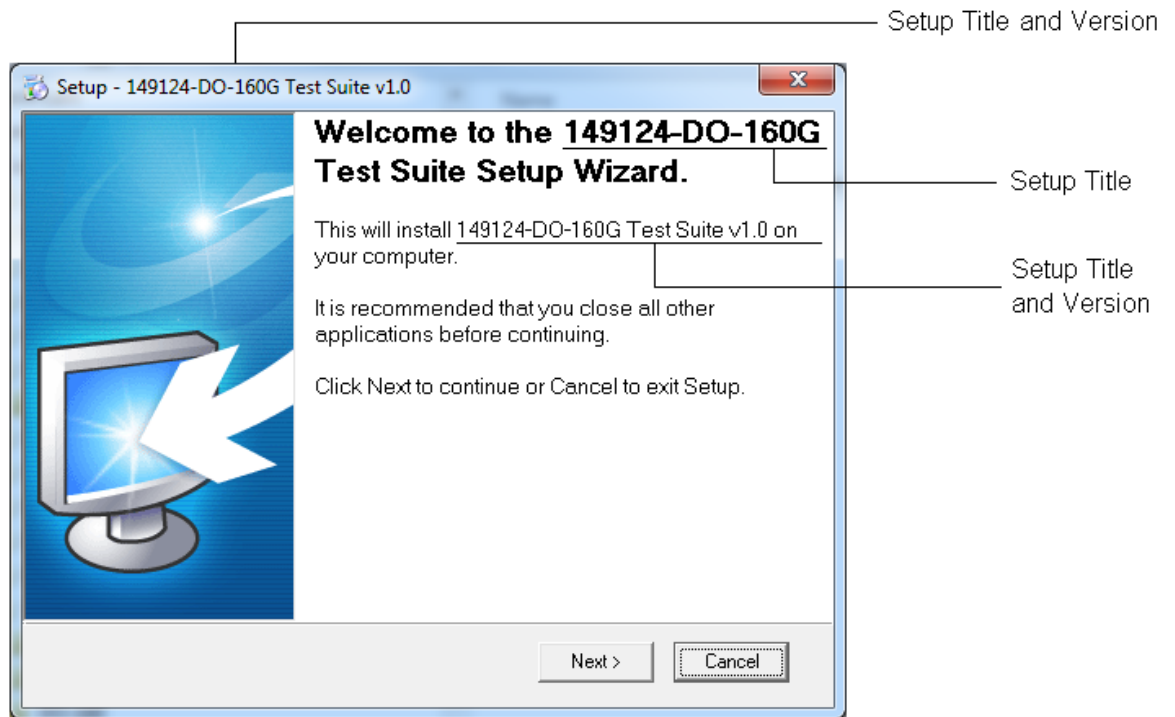 Setup Title and Version
Setup - 149124-DO-160G Test Suite v1.0
Welcome to the 149124-DO-160G
Test Suite Setup Wizard.
Setup Title
This will install 149124-DO-160G Test Suite v1.0 on
your computer.
Setup Title
and Version
It is recommended that you close all other
applications before continuing.
Click Next to continue or Cancel to exit Setup.
Next >
Cancel